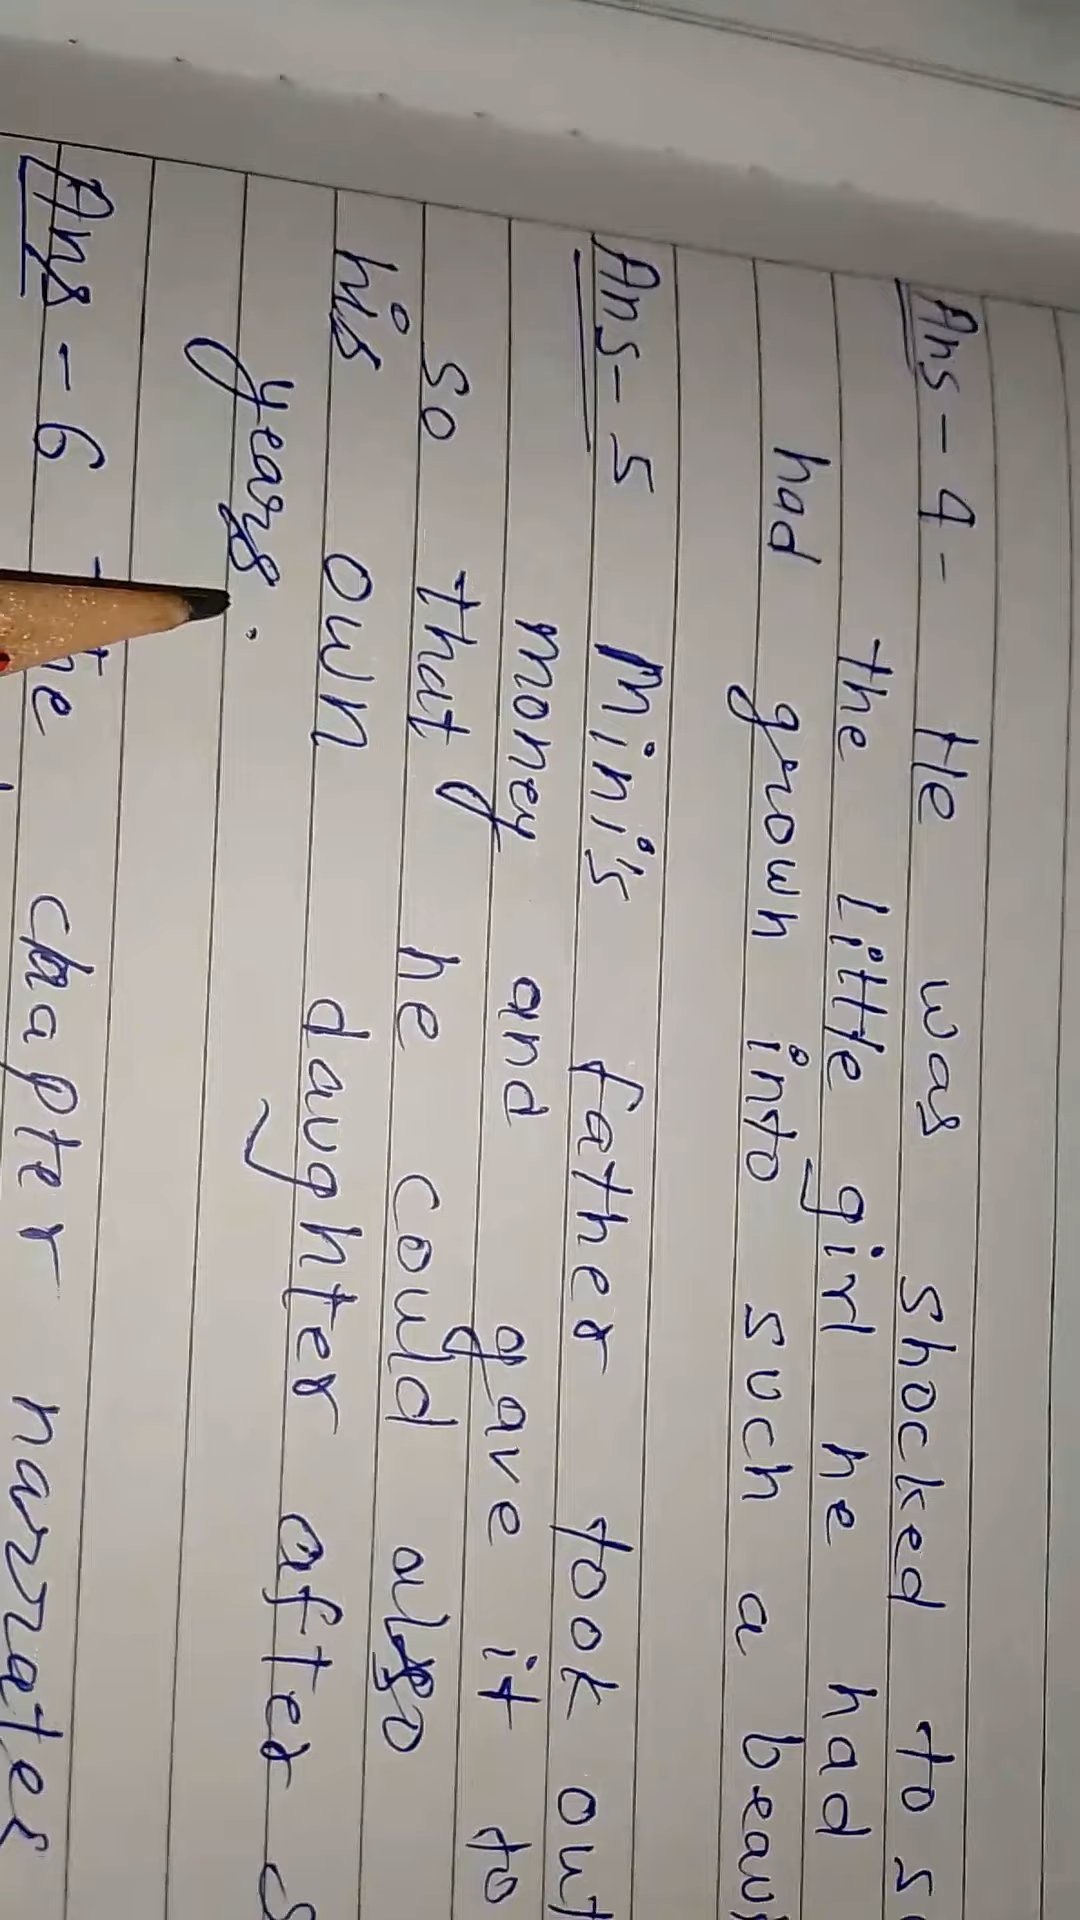 Ans-4- He was shocked to
the little girl he had
had grown into such a
Ans-5 Mini's father took out
money and gave it to
so that he could also
his own daughter after
years.
Ans-6 chapter narrates